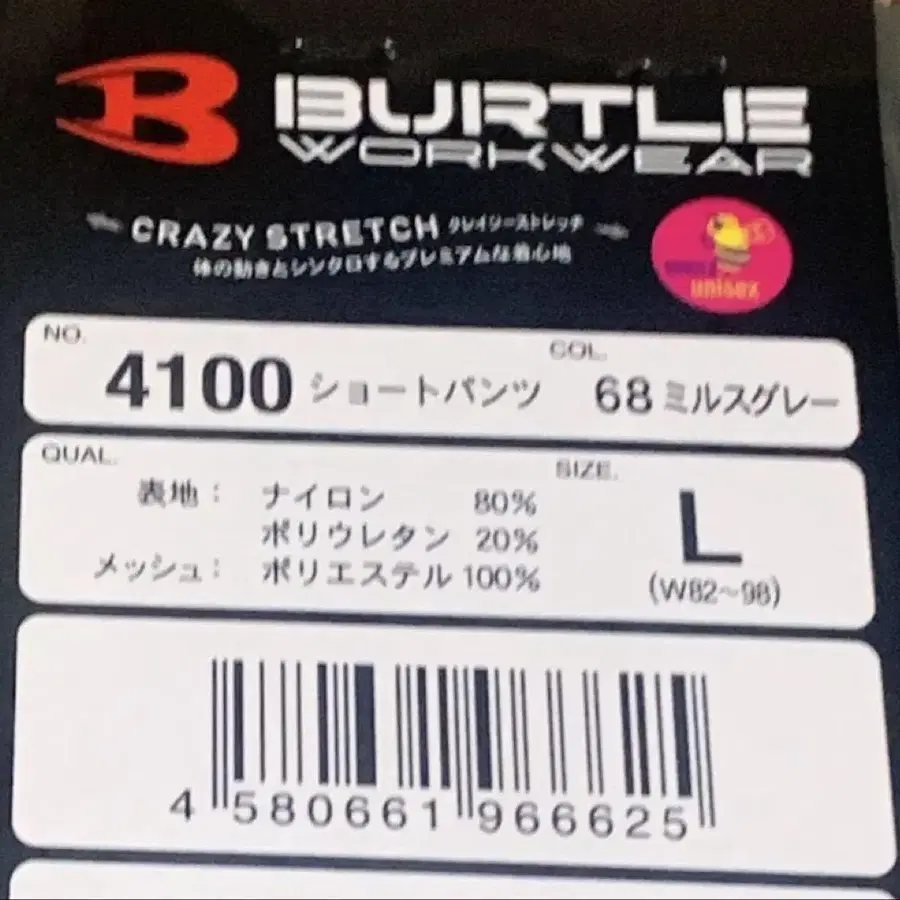 BURTLE
WORKWEAR
CRAZY STRETCH クレイジーストレッチ
体の動きとシンクロするプレミアムな着心地
unisex
NO.
4100 ショートパンツ
COL.
68 ミルスグレー
QUAL.
表地： ナイロン 80%
ポリウレタン 20%
メッシュ： ポリエステル 100%
SIZE.
L
(W82～98)
4 580661 966625